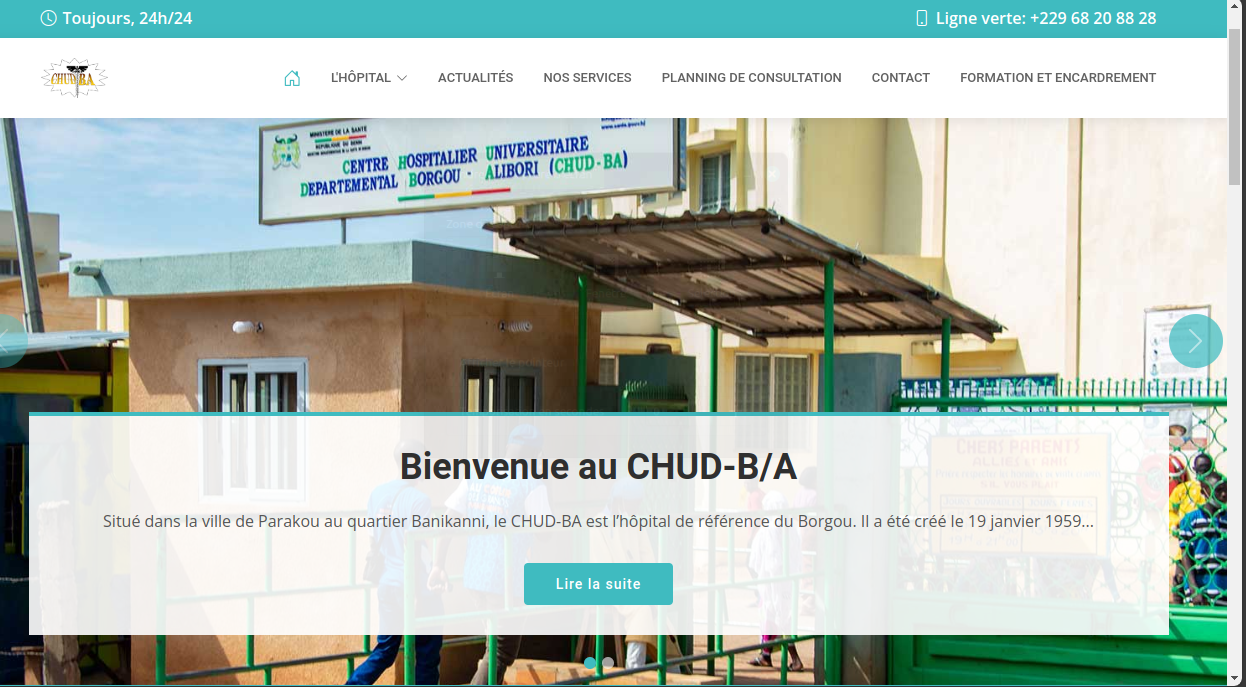 Toujours, 24h/24
Ligne verte: +229 68 20 88 28
CHUD BA
L'HÔPITAL
ACTUALITÉS
NOS SERVICES
PLANNING DE CONSULTATION
CONTACT
FORMATION ET ENCARDREMENT
MINISTERE DE LA SANTE
REPUBLIQUE DU BENIN
CENTRE HOSPITALIER UNIVERSITAIRE
DEPARTEMENTAL BORGOU - ALIBORI (CHUD-BA)
CHERS PARENTS
ALLIES ET AMI
Bienvenue au CHUD-B/A
Situé dans la ville de Parakou au quartier Banikanni, le CHUD-BA est l’hôpital de référence du Borgou. Il a été créé le 19 janvier 1959...
Lire la suite